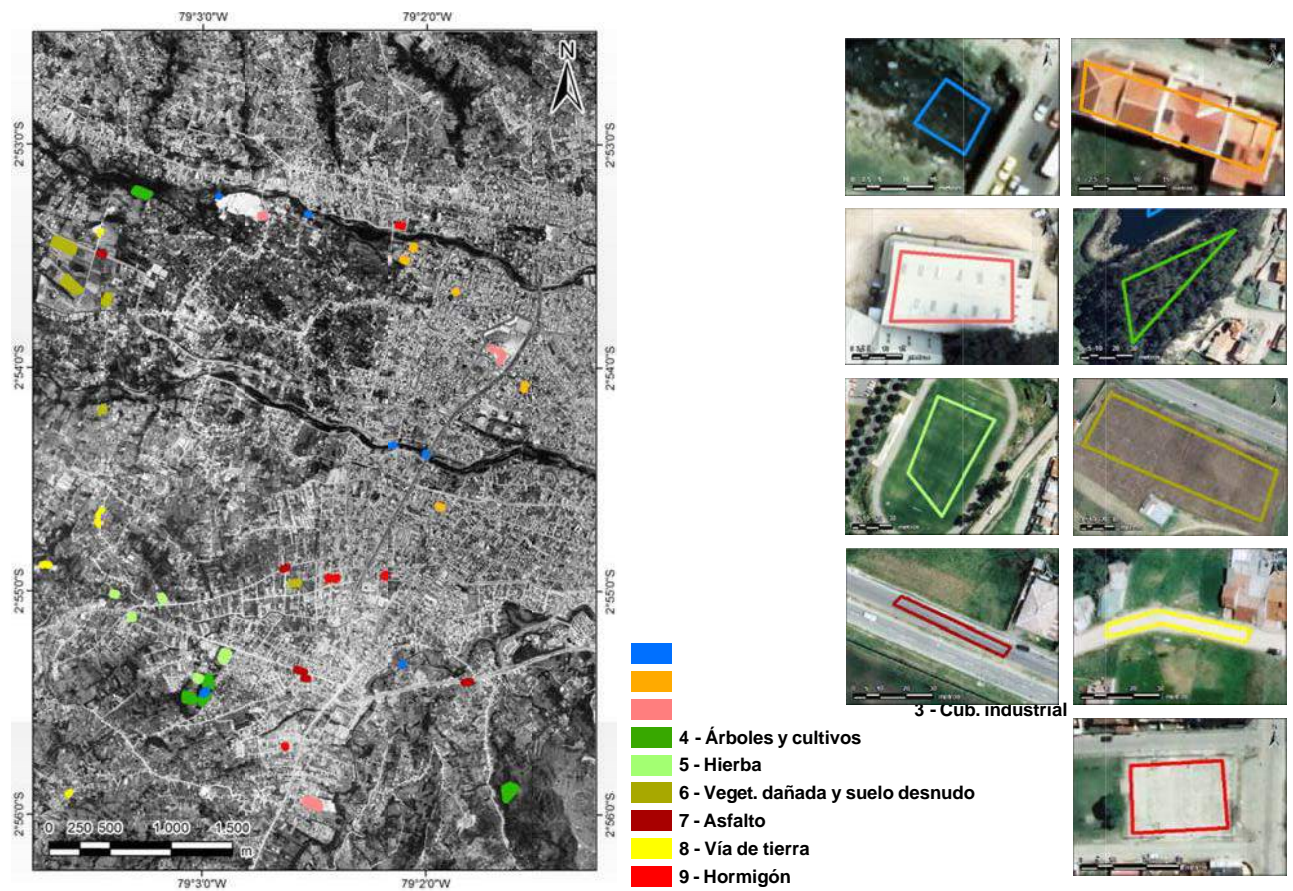 79°3'0"W
79°2'0"W
N
2°53'0"S
2°53'0"S
2°54'0"S
2°54'0"S
2°55'0"S
2°55'0"S
2°56'0"S
2°56'0"S
0 250 500 1.000 1.500
m
79°3'0"W
79°2'0"W
3 - Cub. industrial
4 - Árboles y cultivos
5 - Hierba
6 - Veget. dañada y suelo desnudo
7 - Asfalto
8 - Vía de tierra
9 - Hormigón